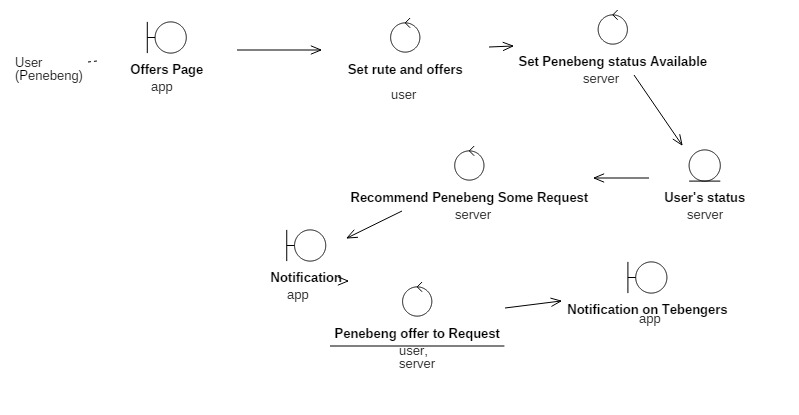 User
(Penebeng)
Offers Page
app
Set rute and offers
user
Set Penebeng status Available
server
User's status
server
Recommend Penebeng Some Request
server
Notification
app
Penebeng offer to Request
user,
server
Notification on Tebengers
app